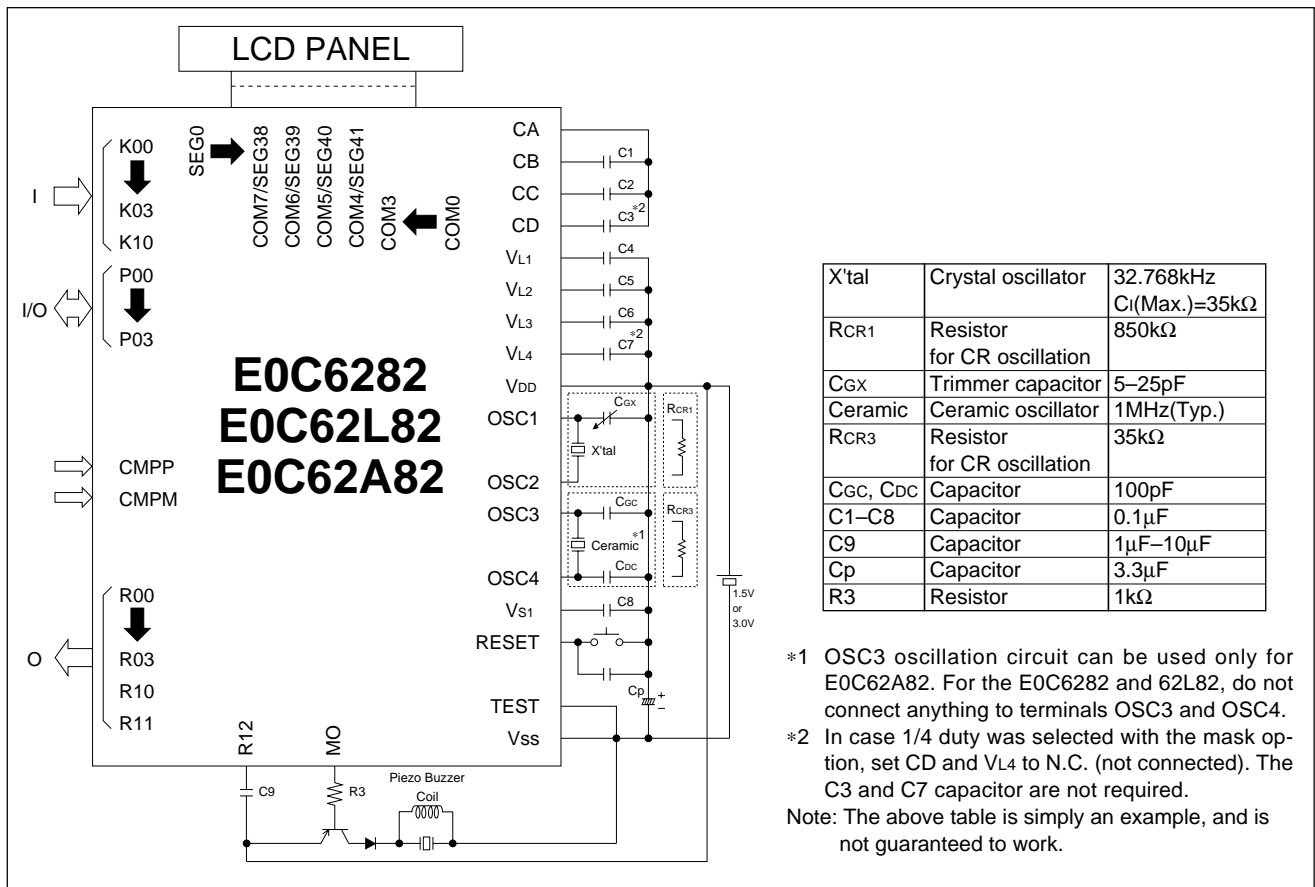 LCD PANEL
K00
K03
K10
P00
P03
I
I/O
SEG0
COM7/SEG38
COM6/SEG39
COM5/SEG40
COM4/SEG41
COM3
COM0
E0C6282
E0C62L82
E0C62A82
CMPP
CMPM
R00
R03
R10
R11
O
R12
MO
CA
CB
CC
CD
VL1
VL2
VL3
VL4
VDD
OSC1
OSC2
OSC3
OSC4
VS1
RESET
TEST
Vss
C1
C2
*2
C3
C4
C5
C6
*2
C7
CGX
X'tal
RCR1
CGC
*1
Ceramic
CDC
RCR3
C8
Cp
+
–
1.5V
or
3.0V
C9
R3
Piezo Buzzer
Coil
X'tal Crystal oscillator 32.768kHz
CI(Max.)=35kΩ
RCR1 Resistor 850kΩ
for CR oscillation
CGX Trimmer capacitor 5–25pF
Ceramic Ceramic oscillator 1MHz(Typ.)
RCR3 Resistor 35kΩ
for CR oscillation
CGC, CDC Capacitor 100pF
C1–C8 Capacitor 0.1µF
C9 Capacitor 1µF–10µF
Cp Capacitor 3.3µF
R3 Resistor 1kΩ
*1 OSC3 oscillation circuit can be used only for
E0C62A82. For the E0C6282 and 62L82, do not
connect anything to terminals OSC3 and OSC4.
*2 In case 1/4 duty was selected with the mask op-
tion, set CD and VL4 to N.C. (not connected). The
C3 and C7 capacitor are not required.
Note: The above table is simply an example, and is
not guaranteed to work.